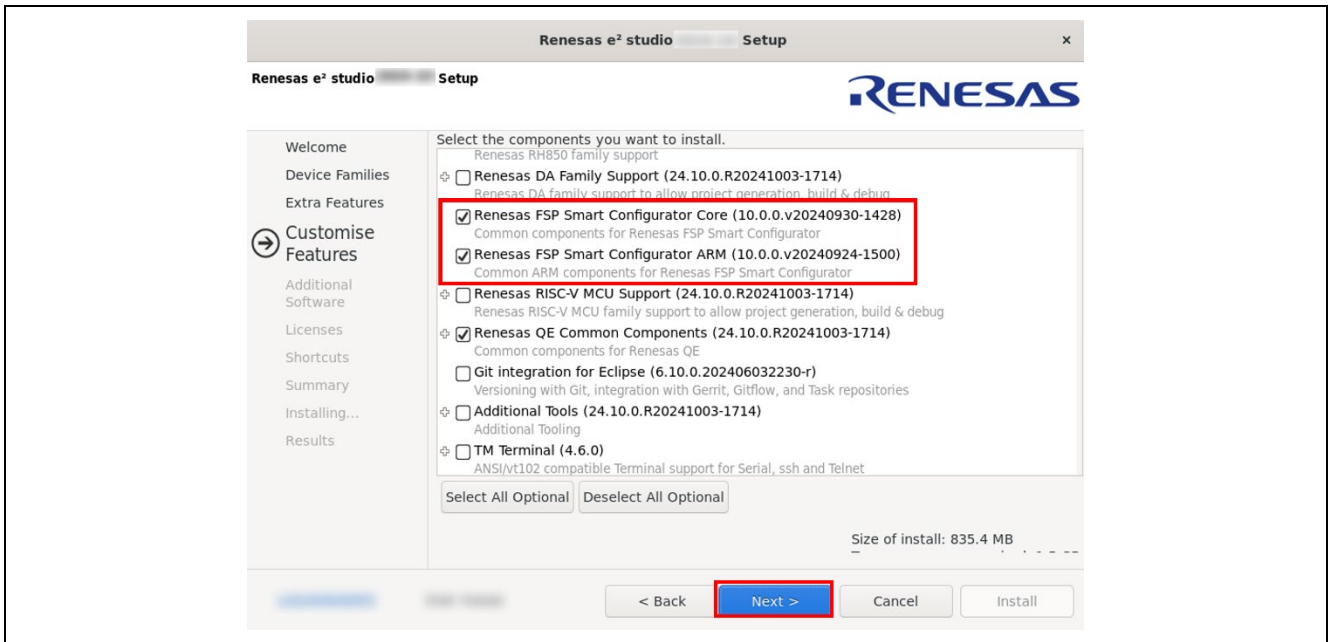 Renesas e² studio Setup
×
Renesas e² studio Setup
RENESAS
Welcome
Device Families
Extra Features
Customise
Features
Additional
Software
Licenses
Shortcuts
Summary
Installing...
Results
Select the components you want to install.
Renesas RH850 family support
Renesas DA Family Support (24.10.0.R20241003-1714)
Renesas DA family support to allow project generation, build & debug
Renesas FSP Smart Configurator Core (10.0.0.v20240930-1428)
Common components for Renesas FSP Smart Configurator
Renesas FSP Smart Configurator ARM (10.0.0.v20240924-1500)
Common ARM components for Renesas FSP Smart Configurator
Renesas RISC-V MCU Support (24.10.0.R20241003-1714)
Renesas RISC-V MCU family support to allow project generation, build & debug
Renesas QE Common Components (24.10.0.R20241003-1714)
Common components for Renesas QE
Git integration for Eclipse (6.10.0.202406032230-r)
Versioning with Git, integration with Gerrit, Gitflow, and Task repositories
Additional Tools (24.10.0.R20241003-1714)
Additional Tooling
TM Terminal (4.6.0)
ANSI/vt102 compatible Terminal support for Serial, ssh and Telnet
Select All Optional Deselect All Optional
Size of install: 835.4 MB
< Back Next > Cancel Install